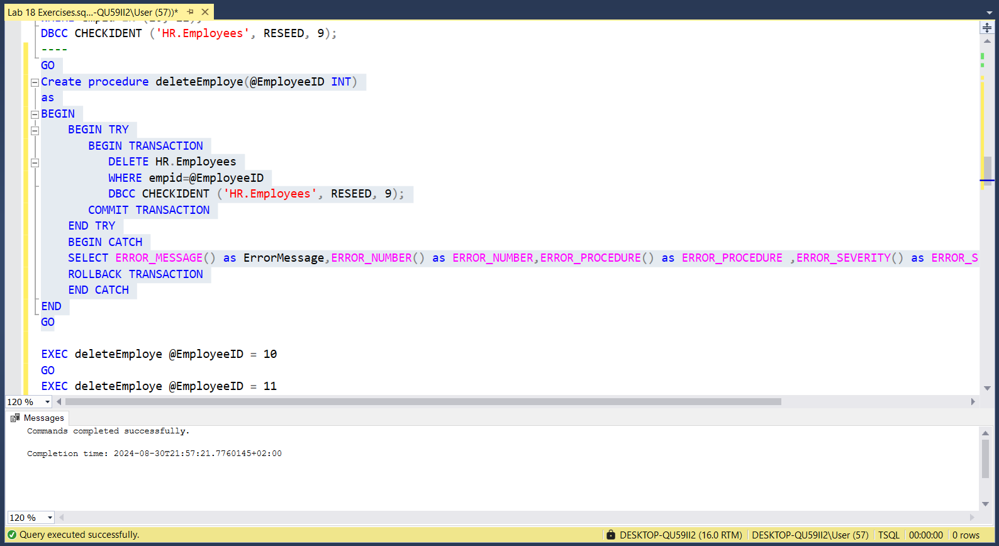 Lab 18 Exercises.sq...-QU59II2\User (57))*
DBCC CHECKIDENT ('HR.Employees', RESEED, 9);
----
GO
Create procedure deleteEmploye(@EmployeeID INT)
as
BEGIN
BEGIN TRY
BEGIN TRANSACTION
DELETE HR.Employees
WHERE empid=@EmployeeID
DBCC CHECKIDENT ('HR.Employees', RESEED, 9);
COMMIT TRANSACTION
END TRY
BEGIN CATCH
SELECT ERROR_MESSAGE() as ErrorMessage,ERROR_NUMBER() as ERROR_NUMBER,ERROR_PROCEDURE() as ERROR_PROCEDURE ,ERROR_SEVERITY() as ERROR_S
ROLLBACK TRANSACTION
END CATCH
END
GO
EXEC deleteEmploye @EmployeeID = 10
GO
EXEC deleteEmploye @EmployeeID = 11
120 %
Messages
Commands completed successfully.
Completion time: 2024-08-30T21:57:21.7760145+02:00
120 %
Query executed successfully.
DESKTOP-QU59II2 (16.0 RTM)
DESKTOP-QU59II2\User (57)
TSQL
00:00:00
0 rows